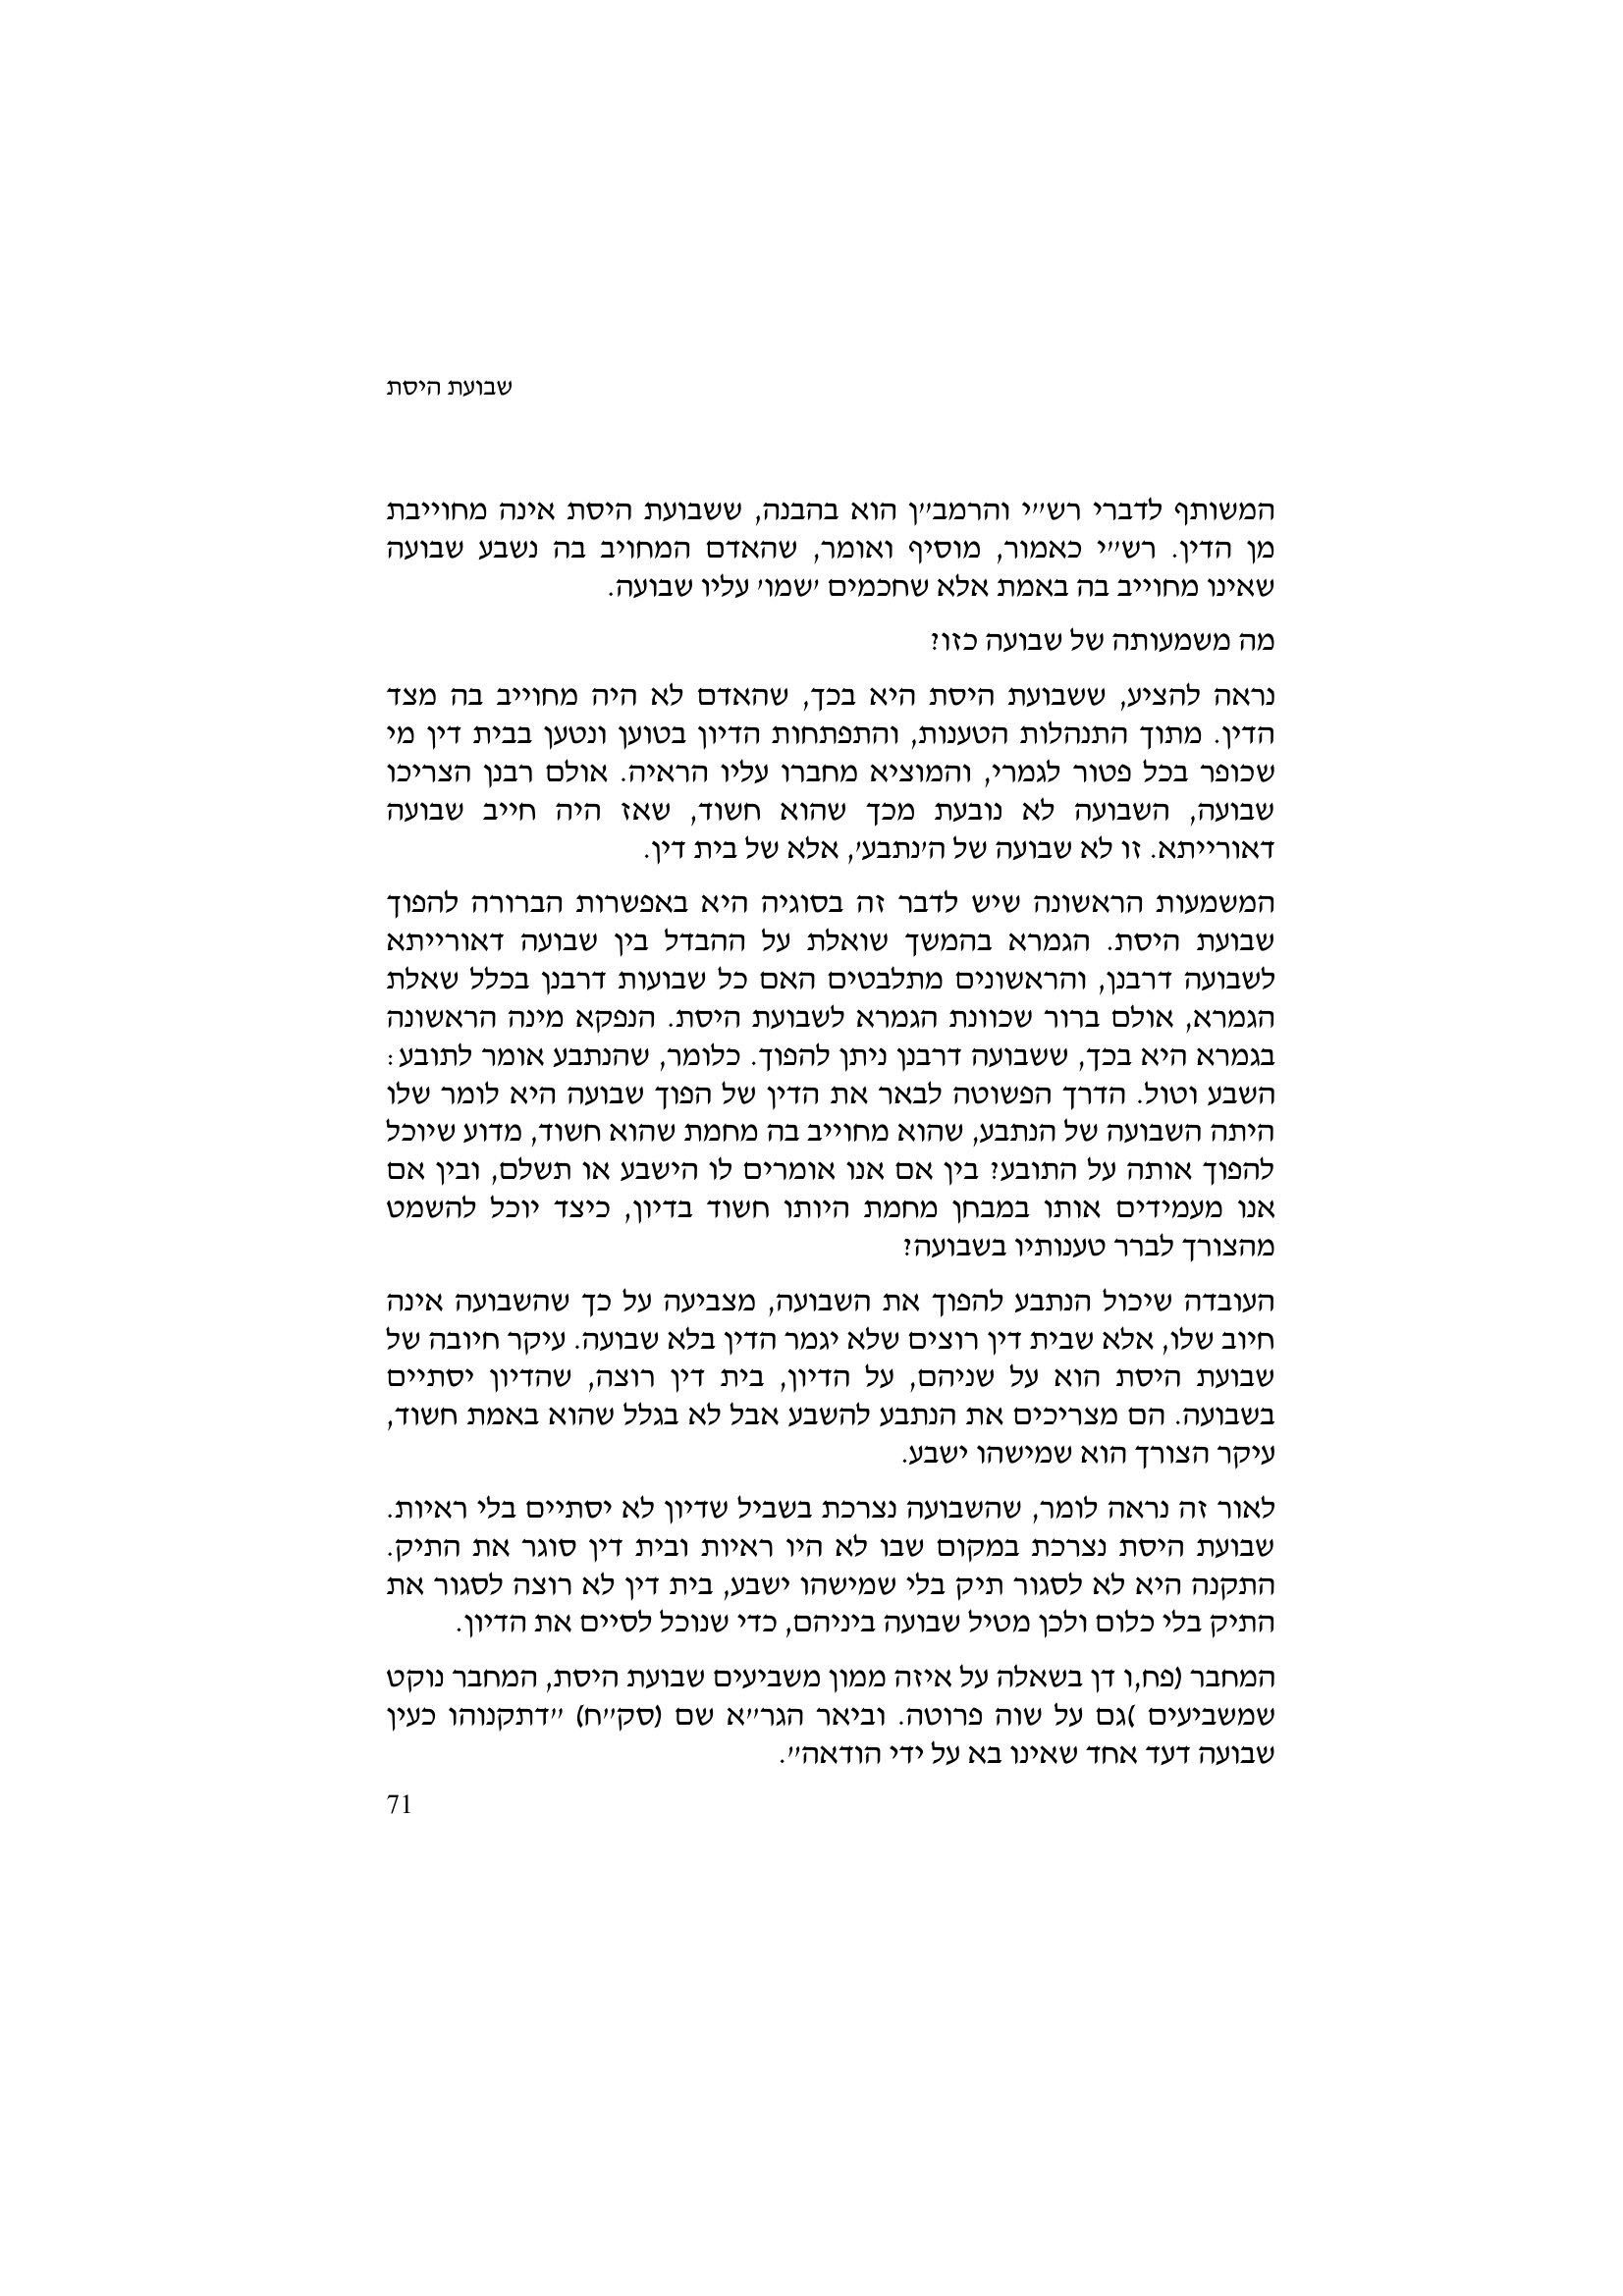 שבועת היסת
המשותף לדברי רש״י והרמב״ן הוא בהבנה, ששבועת היסת אינה מחוייבת
מן הדין. רש״י כאמור, מוסיף ואומר, שהאדם המחויב בה נשבע שבועה
שאינו מחוייב בה באמת אלא שחכמים ׳שמו׳ עליו שבועה.
מה משמעותה של שבועה כזו?
נראה להציע, ששבועת היסת היא בכך, שהאדם לא היה מחוייב בה מצד
הדין. מתוך התנהלות הטענות, והתפתחות הדיון בטוען ונטען בבית דין מי
שכופר בכל פטור לגמרי, והמוציא מחברו עליו הראיה. אולם רבנן הצריכו
שבועה, השבועה לא נובעת מכך שהוא חשוד, שאז היה חייב שבועה
דאורייתא. זו לא שבועה של ה׳נתבע׳, אלא של בית דין.
המשמעות הראשונה שיש לדבר זה בסוגיה היא באפשרות הברורה להפוך
שבועת היסת. הגמרא בהמשך שואלת על ההבדל בין שבועה דאורייתא
לשבועה דרבנן, והראשונים מתלבטים האם כל שבועות דרבנן בכלל שאלת
הגמרא, אולם ברור שכוונת הגמרא לשבועת היסת. הנפקא מינה הראשונה
בגמרא היא בכך, ששבועה דרבנן ניתן להפוך. כלומר, שהנתבע אומר לתובע:
השבע וטול. הדרך הפשוטה לבאר את הדין של הפוך שבועה היא לומר שלו
היתה השבועה של הנתבע, שהוא מחוייב בה מחמת שהוא חשוד, מדוע שיוכל
להפוך אותה על התובע? בין אם אנו אומרים לו הישבע או תשלם, ובין אם
אנו מעמידים אותו במבחן מחמת היותו חשוד בדיון, כיצד יוכל להשמט
מהצורך לברר טענותיו בשבועה?
העובדה שיכול הנתבע להפוך את השבועה, מצביעה על כך שהשבועה אינה
חיוב שלו, אלא שבית דין רוצים שלא יגמר הדין בלא שבועה. עיקר חיובה של
שבועת היסת הוא על שניהם, על הדיון, בית דין רוצה, שהדיון יסתיים
בשבועה. הם מצריכים את הנתבע להשבע אבל לא בגלל שהוא באמת חשוד,
עיקר הצורך הוא שמישהו ישבע.
לאור זה נראה לומר, שהשבועה נצרכת בשביל שדיון לא יסתיים בלי ראיות.
שבועת היסת נצרכת במקום שבו לא היו ראיות ובית דין סוגר את התיק.
התקנה היא לא לסגור תיק בלי שמישהו ישבע, בית דין לא רוצה לסגור את
התיק בלי כלום ולכן מטיל שבועה ביניהם, כדי שנוכל לסיים את הדיון.
המחבר (פח,ו דן בשאלה על איזה ממון משביעים שבועת היסת, המחבר נוקט
שמשביעים )גם על שוה פרוטה. וביאר הגר״א שם (סק״ח) ״דתקנוהו כעין
שבועה דעד אחד שאינו בא על ידי הודאה״.
71